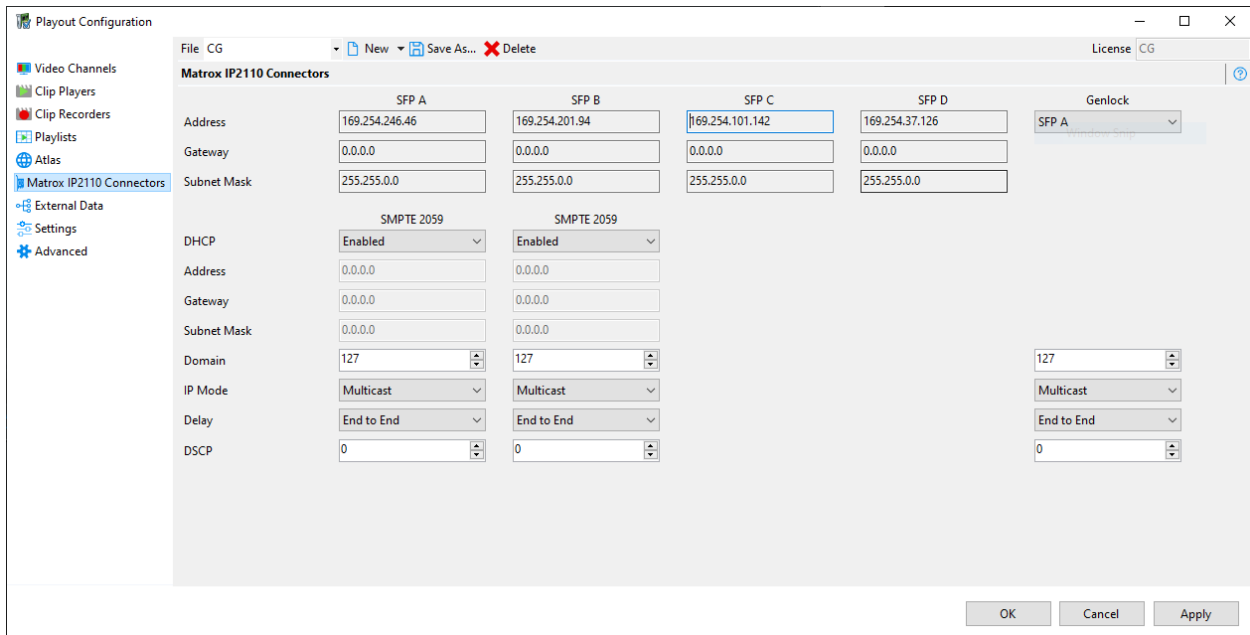 Playout Configuration
File CG New Save As... Delete License CG
Video Channels
Clip Players
Clip Recorders
Playlists
Atlas
Matrox IP2110 Connectors
External Data
Settings
Advanced
Matrox IP2110 Connectors
SFP A SFP B SFP C SFP D Genlock
Address 169.254.246.46 169.254.201.94 169.254.101.142 169.254.37.126 SFP A
Window Snip
Gateway 0.0.0.0 0.0.0.0 0.0.0.0 0.0.0.0
Subnet Mask 255.255.0.0 255.255.0.0 255.255.0.0 255.255.0.0
SMPTE 2059 SMPTE 2059
DHCP Enabled Enabled
Address 0.0.0.0 0.0.0.0
Gateway 0.0.0.0 0.0.0.0
Subnet Mask 0.0.0.0 0.0.0.0
Domain 127 127 127
IP Mode Multicast Multicast Multicast
Delay End to End End to End End to End
DSCP 0 0 0
OK Cancel Apply